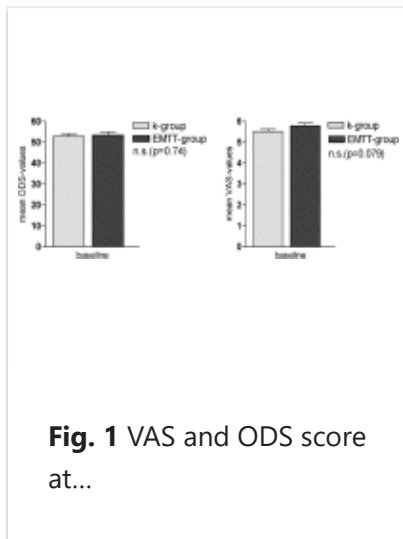 60
50
40
30
20
10
0
mean ODS-values
baseline
k-group
EMTT-group
n.s.(p=0.74)
6
5
4
3
2
1
0
mean VAS-values
baseline
k-group
EMTT-group
n.s.(p=0.079)
Fig. 1 VAS and ODS score
at...